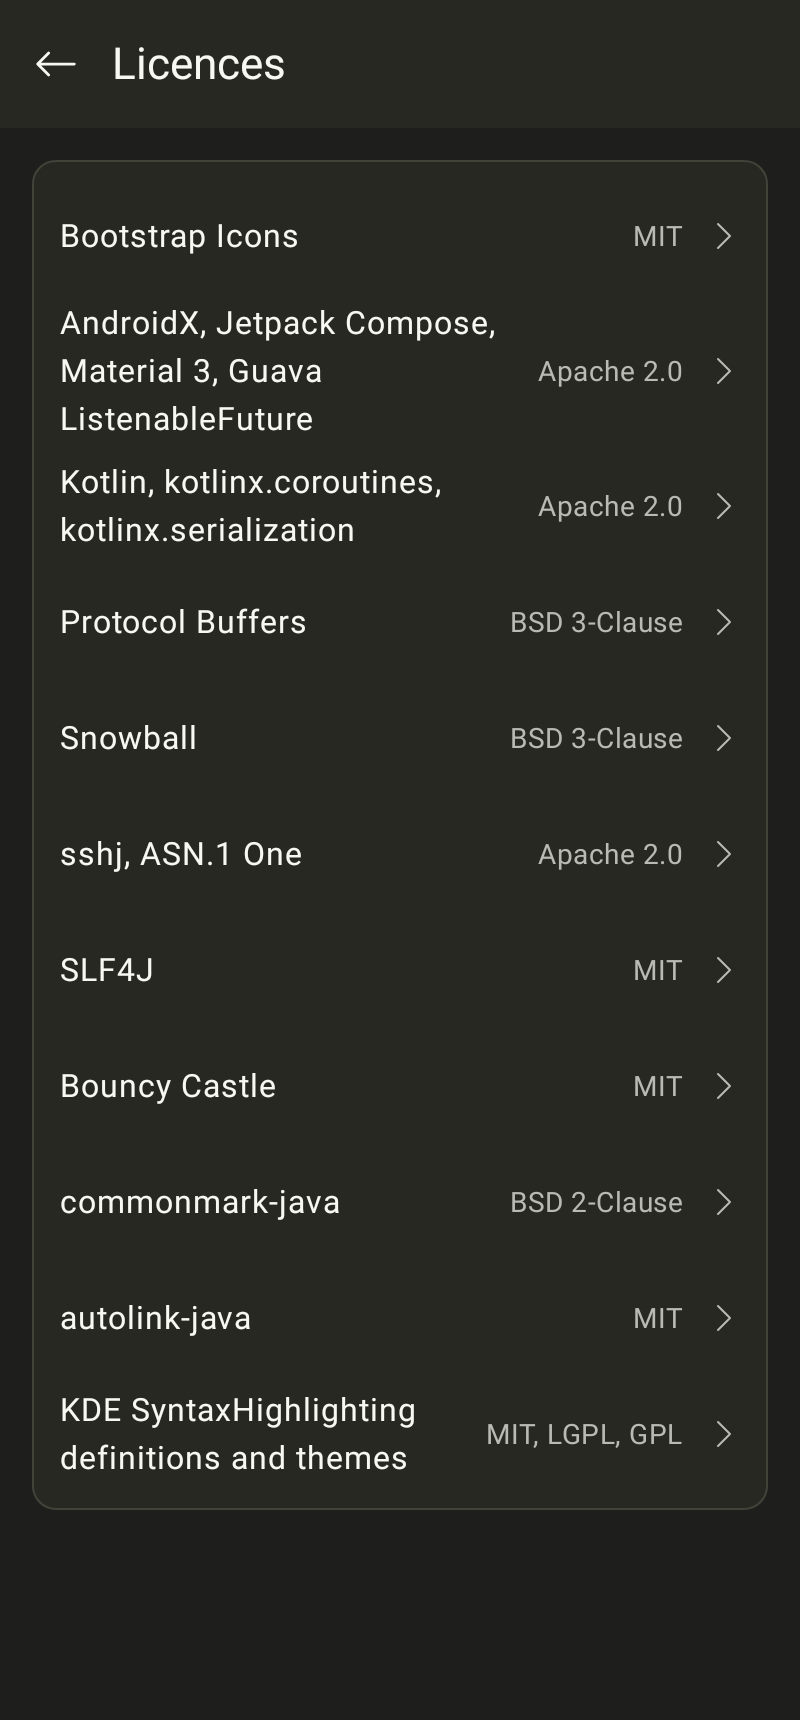 Licences
Bootstrap Icons MIT
AndroidX, Jetpack Compose,
Material 3, Guava
ListenableFuture
Apache 2.0
Kotlin, kotlinx.coroutines,
kotlinx.serialization
Apache 2.0
Protocol Buffers BSD 3-Clause
Snowball BSD 3-Clause
sshj, ASN.1 One Apache 2.0
SLF4J MIT
Bouncy Castle MIT
commonmark-java BSD 2-Clause
autolink-java MIT
KDE SyntaxHighlighting
definitions and themes
MIT, LGPL, GPL